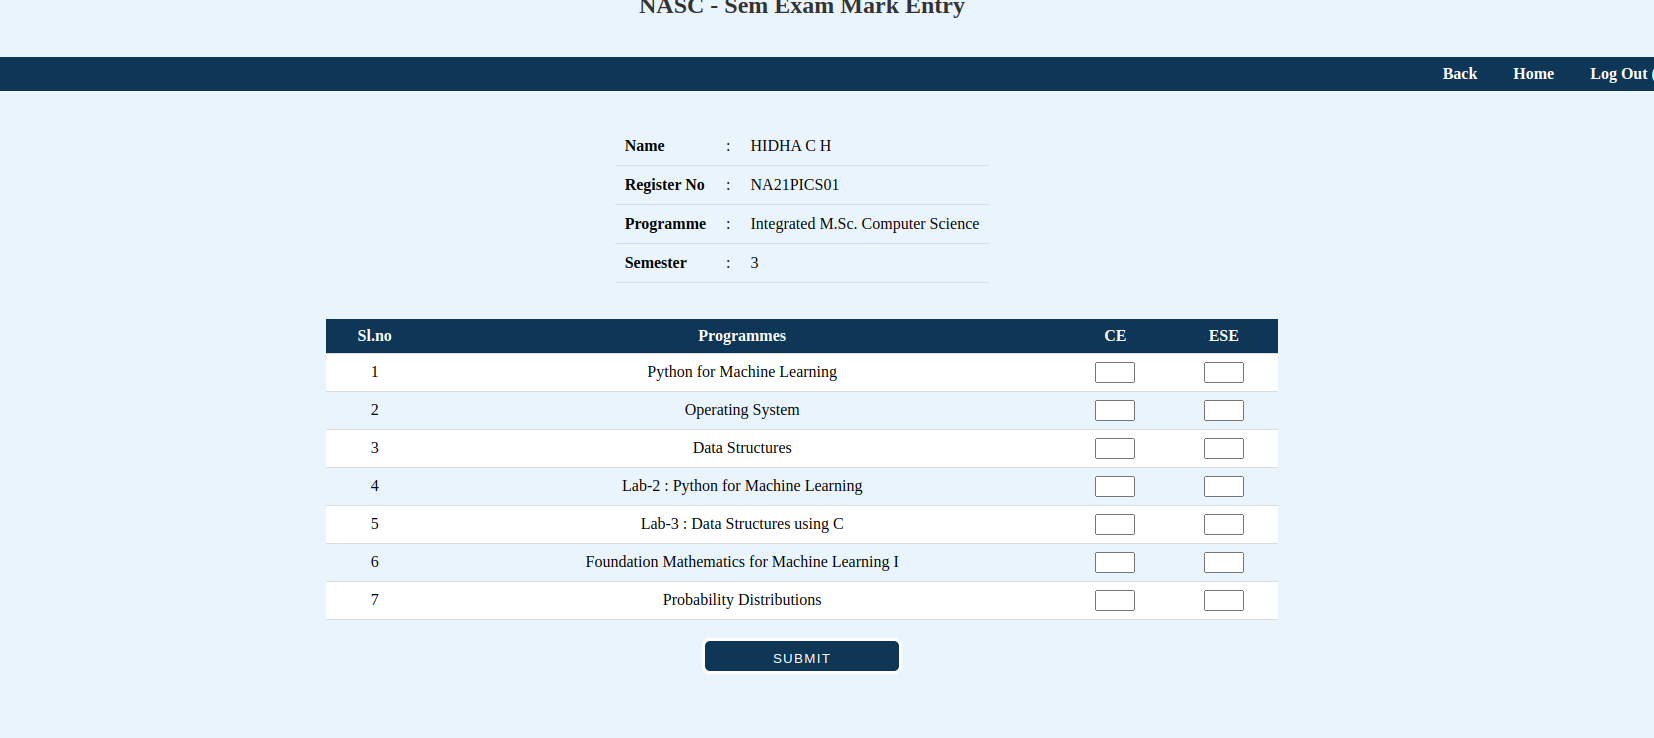 NASC - Sem Exam Mark Entry
Back Home Log Out (
Name : HIDHA C H
Register No : NA21PICS01
Programme : Integrated M.Sc. Computer Science
Semester : 3
Sl.no Programmes CE ESE
1 Python for Machine Learning
2 Operating System
3 Data Structures
4 Lab-2 : Python for Machine Learning
5 Lab-3 : Data Structures using C
6 Foundation Mathematics for Machine Learning I
7 Probability Distributions
SUBMIT